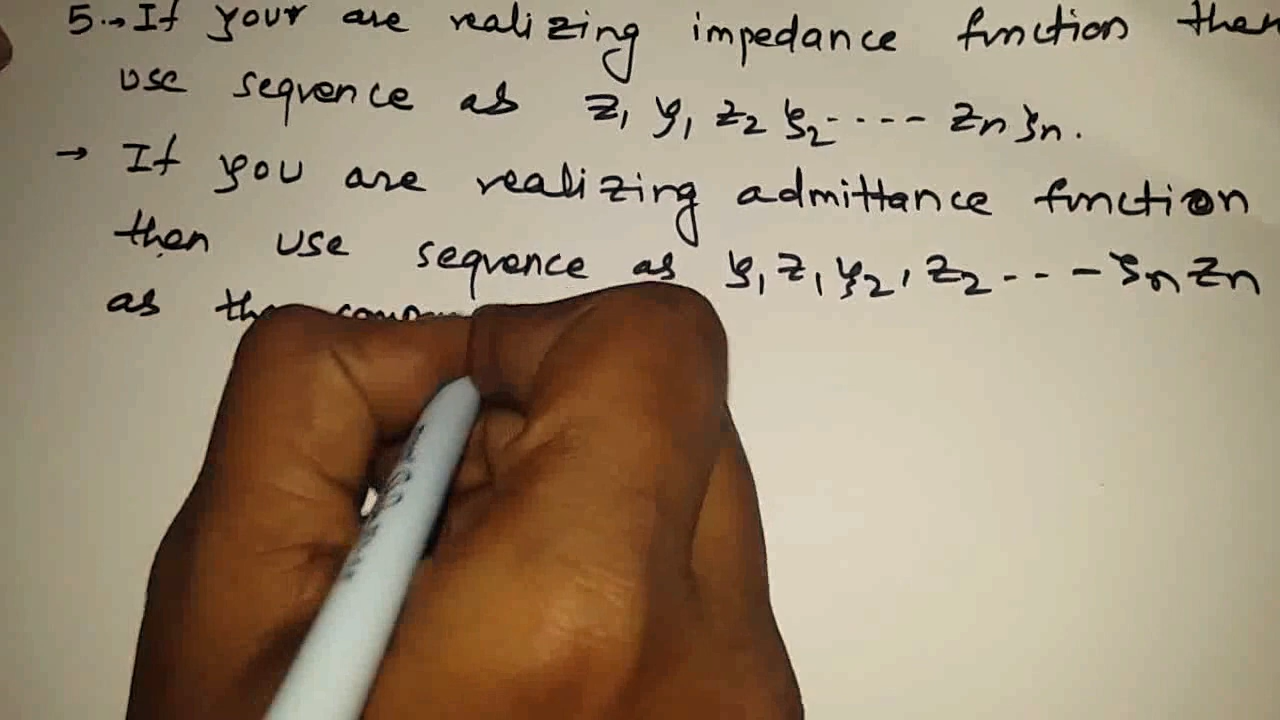 5.→ If your are realizing impedance function then
use sequence as z₁ y₁ z₂ y₂ ---- zₙ yₙ.
→ If you are realizing admittance function
then use sequence as y₁ z₁ y₂, z₂ --- yₙ zₙ
as the